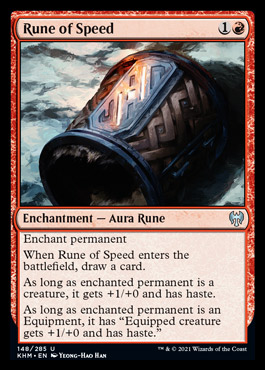 Rune of Speed 1
Enchantment — Aura Rune
Enchant permanent
When Rune of Speed enters the
battlefield, draw a card.
As long as enchanted permanent is a
creature, it gets +1/+0 and has haste.
As long as enchanted permanent is an
Equipment, it has “Equipped creature
gets +1/+0 and has haste.”
148/285 U
KHM • EN Yeong-Hao Han ™ & © 2021 Wizards of the Coast